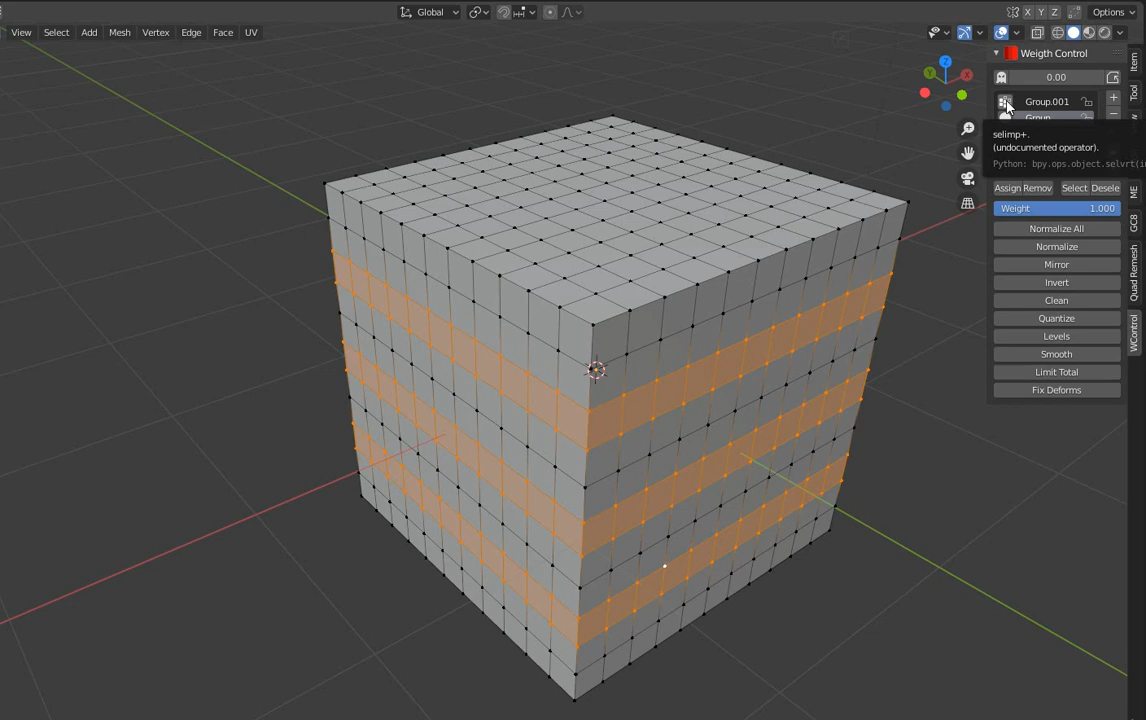 Global
X Y Z
Options
View Select Add Mesh Vertex Edge Face UV
Weigth Control
0.00
Group.001
Group
selimp+.
(undocumented operator).
Python: bpy.ops.object.selvrt(i
Assign Remov Select Desele
Weight 1.000
Normalize All
Normalize
Mirror
Invert
Clean
Quantize
Levels
Smooth
Limit Total
Fix Deforms
Item
Tool
ME
GC8
Quad Remesh
WControl
Z
Y
X